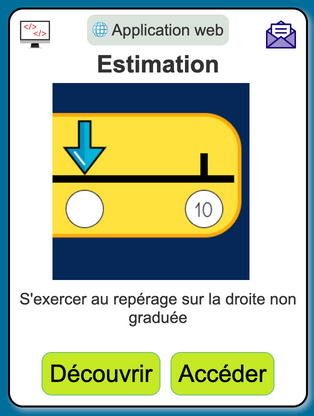 </>
</>
Application web
Estimation
10
S'exercer au repérage sur la droite non
graduée
Découvrir Accéder